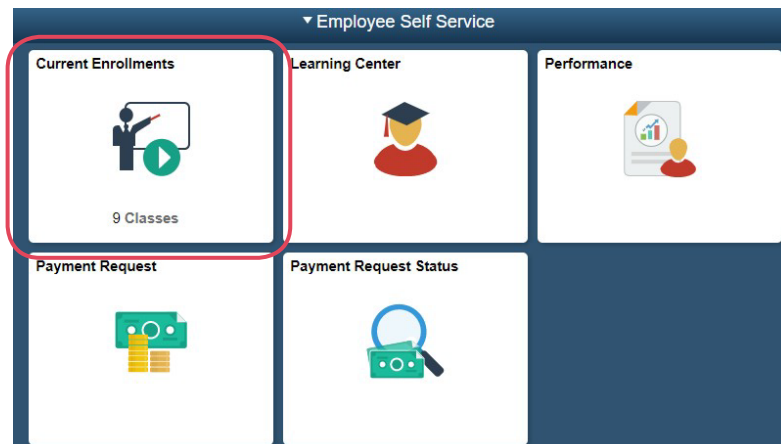 Employee Self Service
Current Enrollments
Learning Center
Performance
9 Classes
Payment Request
Payment Request Status